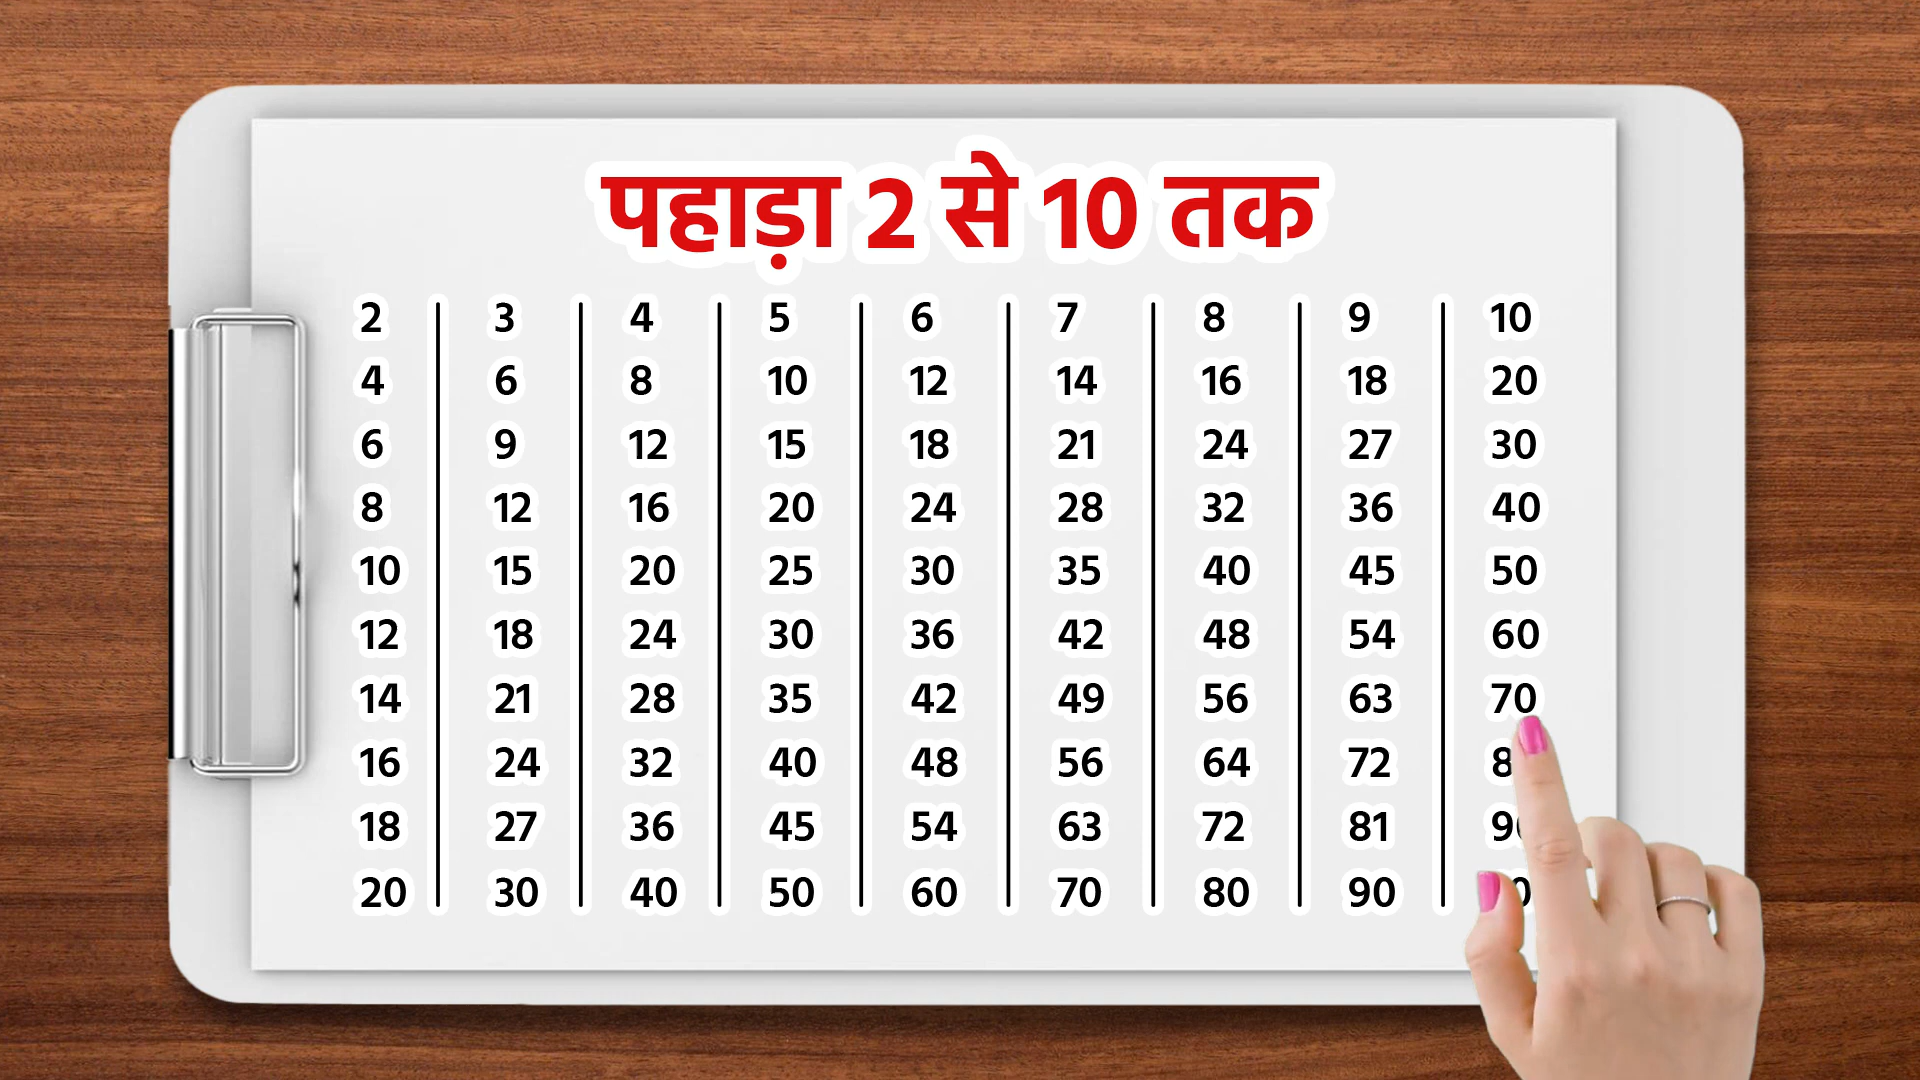 पहाड़ा 2 से 10 तक
2 3 4 5 6 7 8 9 10
4 6 8 10 12 14 16 18 20
6 9 12 15 18 21 24 27 30
8 12 16 20 24 28 32 36 40
10 15 20 25 30 35 40 45 50
12 18 24 30 36 42 48 54 60
14 21 28 35 42 49 56 63 70
16 24 32 40 48 56 64 72
18 27 36 45 54 63 72 81
20 30 40 50 60 70 80 90